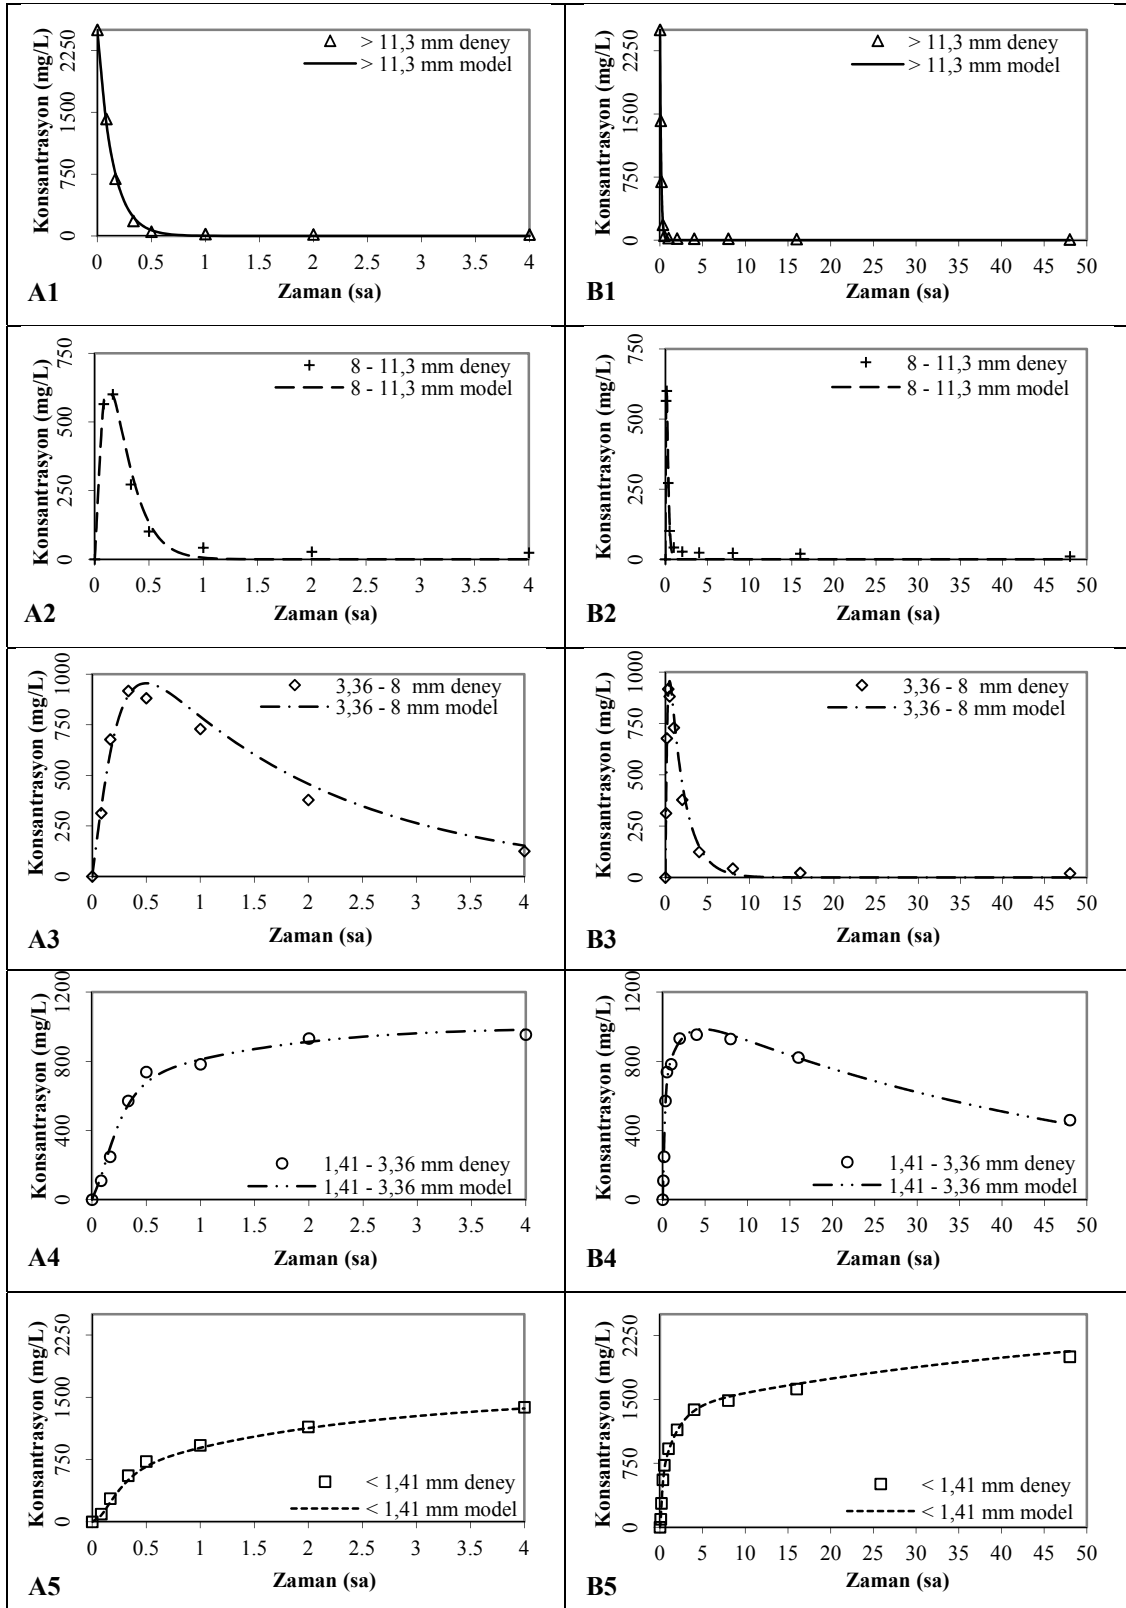 Konsantrasyon (mg/L)
2250
1500
750
0
> 11,3 mm deney
> 11,3 mm model
0 0.5 1 1.5 2 2.5 3 3.5 4
Zaman (sa)
A1
Konsantrasyon (mg/L)
2250
1500
750
0
> 11,3 mm deney
> 11,3 mm model
0 5 10 15 20 25 30 35 40 45 50
Zaman (sa)
B1
Konsantrasyon (mg/L)
750
500
250
0
8 - 11,3 mm deney
8 - 11,3 mm model
0 0.5 1 1.5 2 2.5 3 3.5 4
Zaman (sa)
A2
Konsantrasyon (mg/L)
750
500
250
0
8 - 11,3 mm deney
8 - 11,3 mm model
0 5 10 15 20 25 30 35 40 45 50
Zaman (sa)
B2
Konsantrasyon (mg/L)
1000
750
500
250
0
3,36 - 8 mm deney
3,36 - 8 mm model
0 0.5 1 1.5 2 2.5 3 3.5 4
Zaman (sa)
A3
Konsantrasyon (mg/L)
1000
750
500
250
0
3,36 - 8 mm deney
3,36 - 8 mm model
0 5 10 15 20 25 30 35 40 45 50
Zaman (sa)
B3
Konsantrasyon (mg/L)
1200
800
400
0
1,41 - 3,36 mm deney
1,41 - 3,36 mm model
0 0.5 1 1.5 2 2.5 3 3.5 4
Zaman (sa)
A4
Konsantrasyon (mg/L)
1200
800
400
0
1,41 - 3,36 mm deney
1,41 - 3,36 mm model
0 5 10 15 20 25 30 35 40 45 50
Zaman (sa)
B4
Konsantrasyon (mg/L)
2250
1500
750
0
< 1,41 mm deney
< 1,41 mm model
0 0.5 1 1.5 2 2.5 3 3.5 4
Zaman (sa)
A5
Konsantrasyon (mg/L)
2250
1500
750
0
< 1,41 mm deney
< 1,41 mm model
0 5 10 15 20 25 30 35 40 45 50
Zaman (sa)
B5